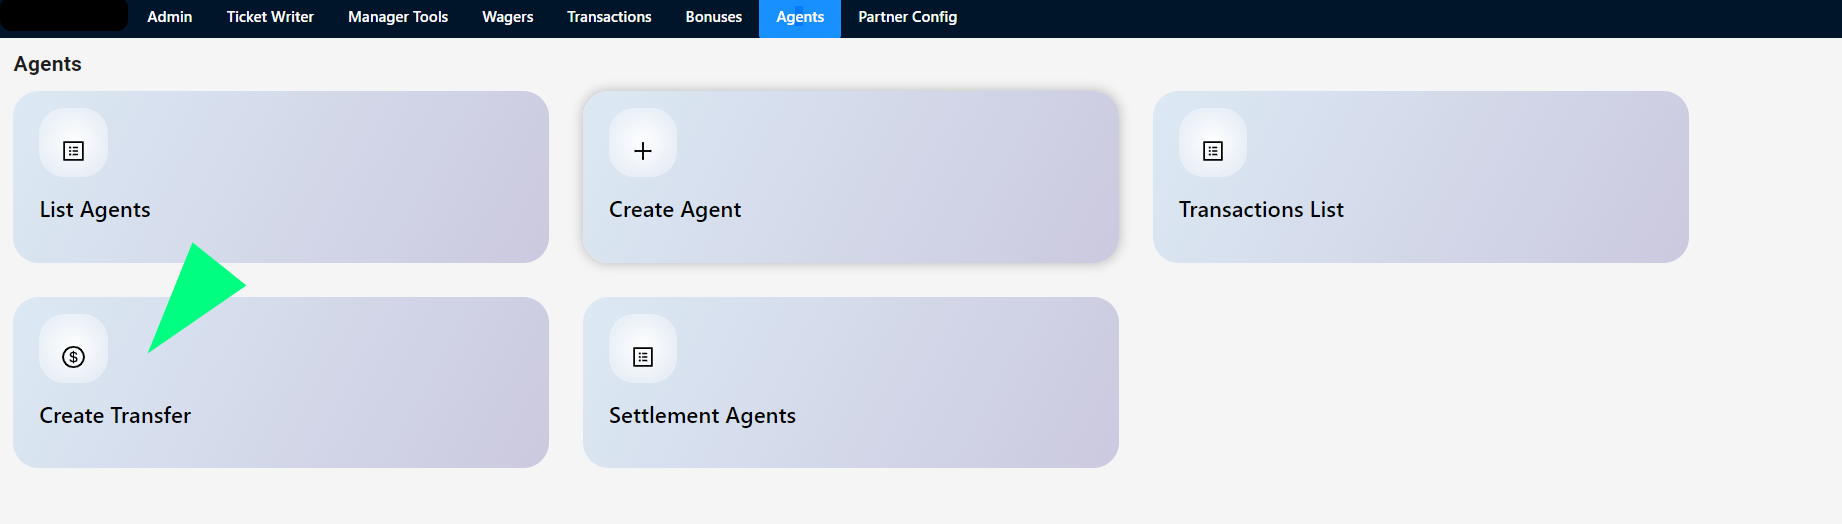 Admin Ticket Writer Manager Tools Wagers Transactions Bonuses Agents Partner Config
Agents
List Agents Create Agent Transactions List
Create Transfer Settlement Agents